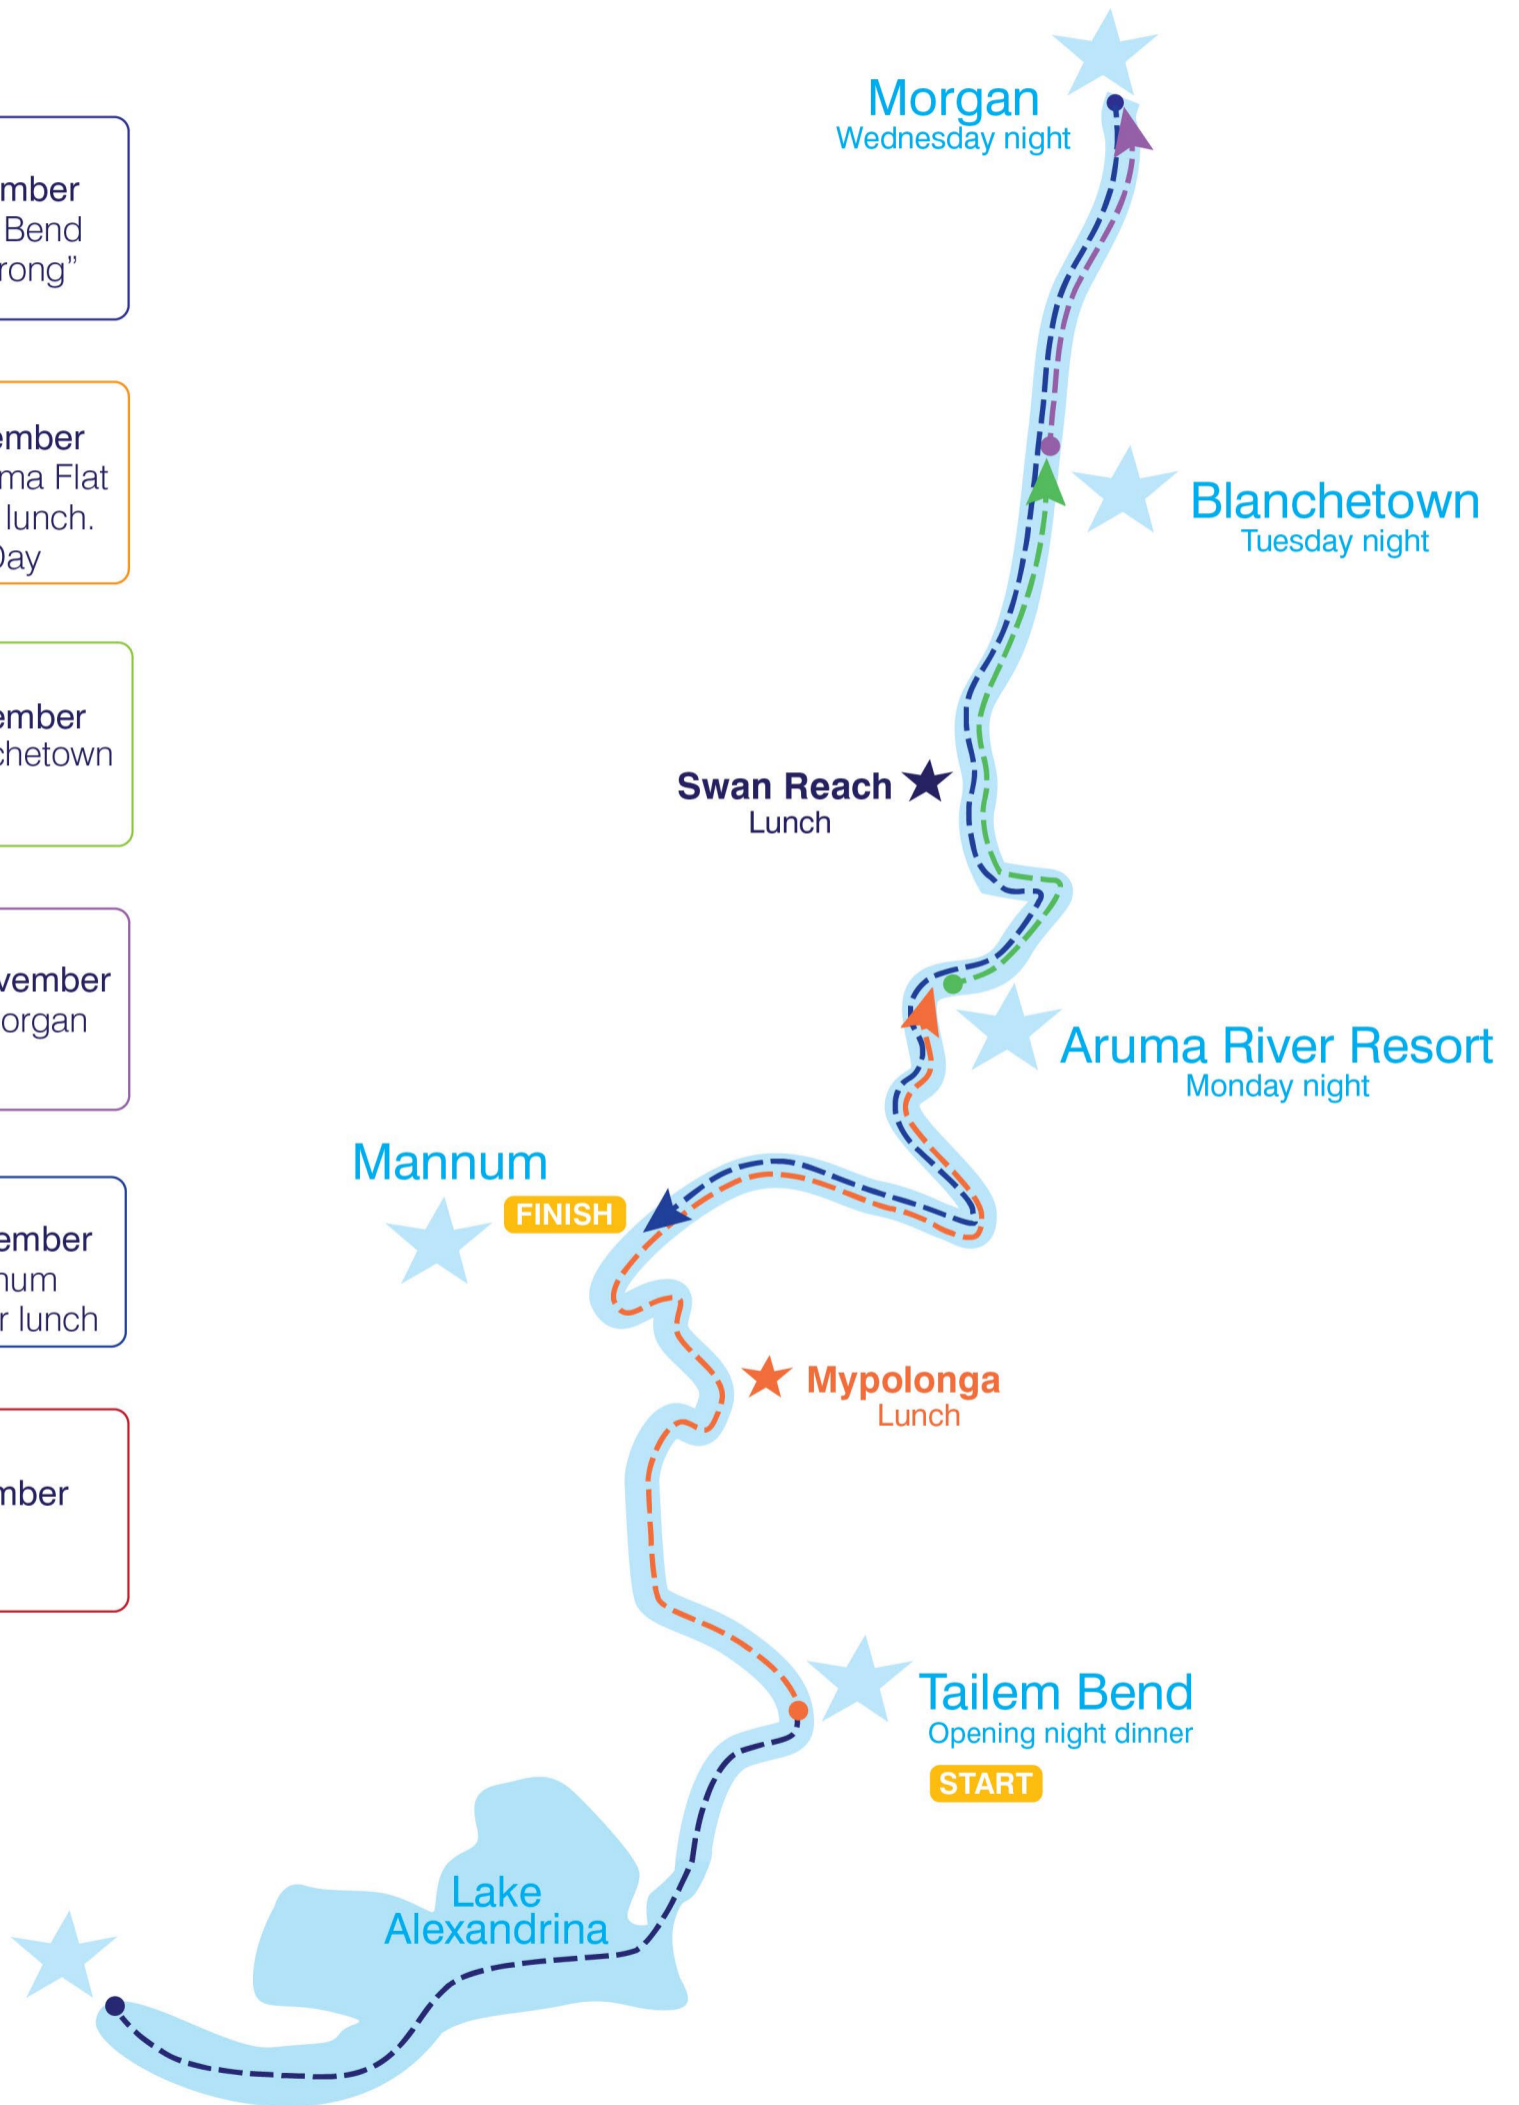 mber
Bend
rong”
ember
ma Flat
lunch.
Day
ember
chetown
vember
organ
ember
num
r lunch
mber
Morgan
Wednesday night
Blanchetown
Tuesday night
Swan Reach
Lunch
Aruma River Resort
Monday night
Mannum
FINISH
Mypolonga
Lunch
Tailem Bend
Opening night dinner
START
Lake
Alexandrina